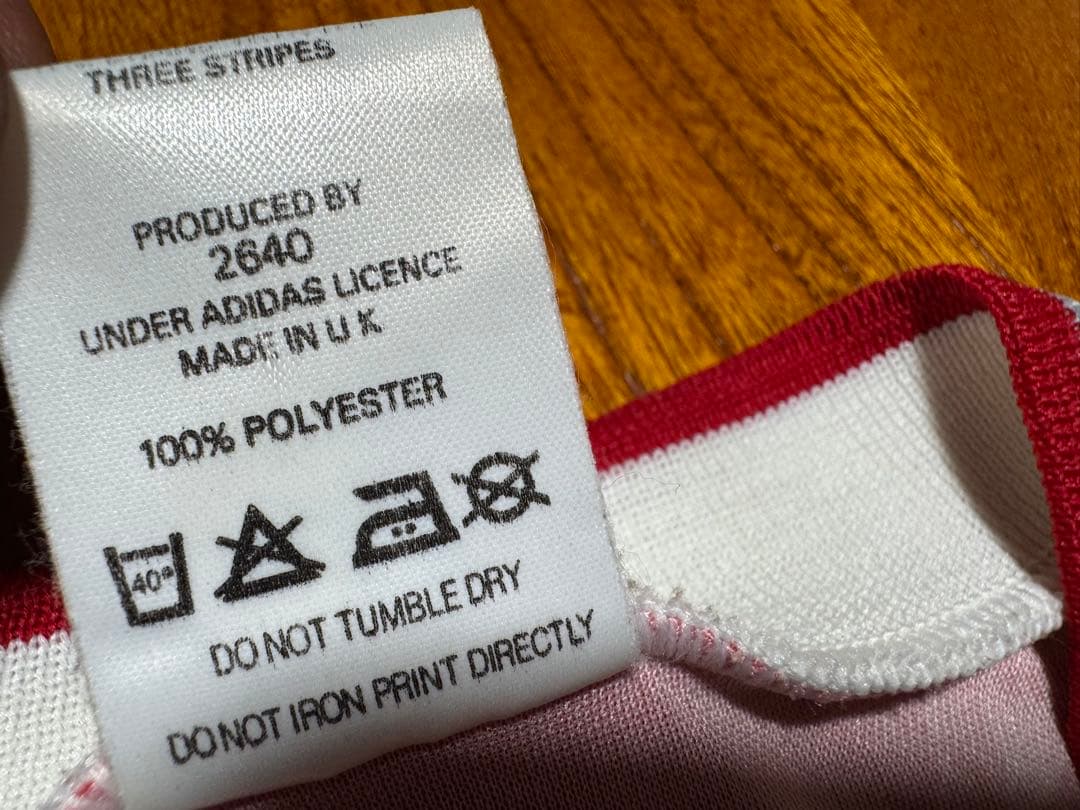 THREE STRIPES
PRODUCED BY
2640
UNDER ADIDAS LICENCE
MADE IN U K
100% POLYESTER
40°
DO NOT TUMBLE DRY
DO NOT IRON PRINT DIRECTLY